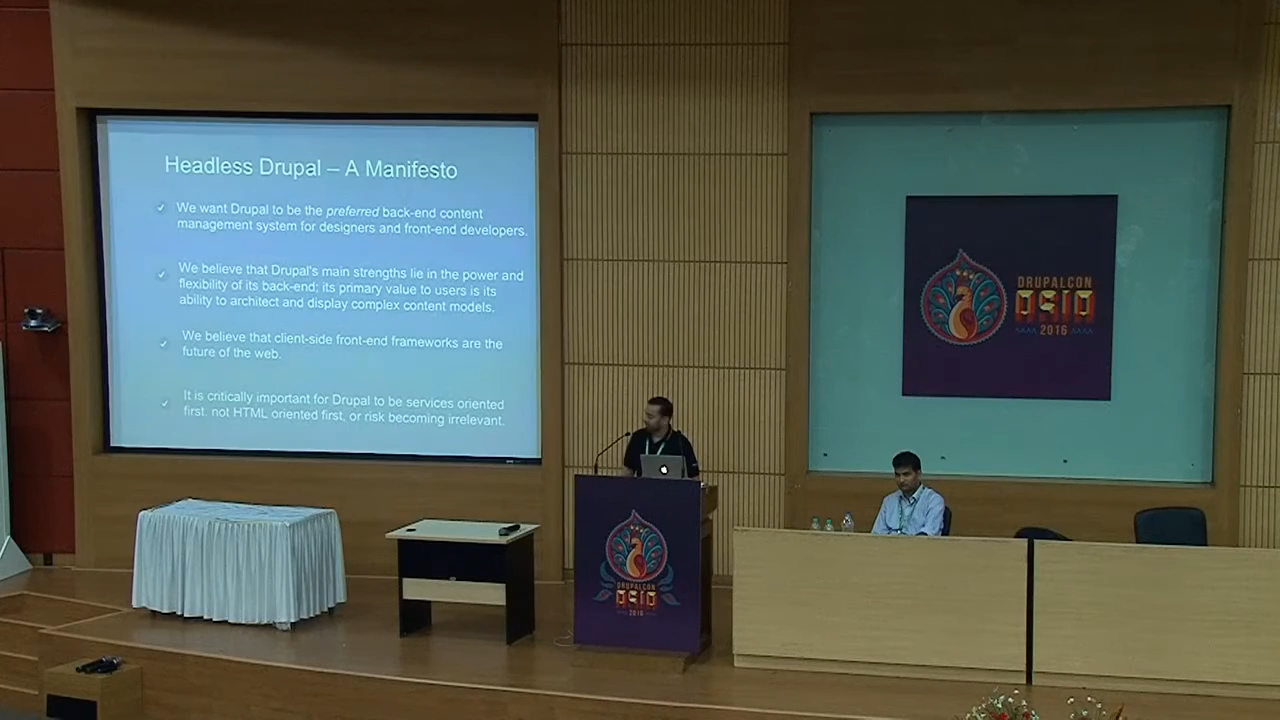 Headless Drupal – A Manifesto
We want Drupal to be the preferred back-end content
management system for designers and front-end developers.
We believe that Drupal's main strengths lie in the power and
flexibility of its back-end; its primary value to users is its
ability to architect and display complex content models.
We believe that client-side front-end frameworks are the
future of the web.
It is critically important for Drupal to be services oriented
first. not HTML oriented first, or risk becoming irrelevant.
DRUPALCON
ASIA
2016
DRUPALCON
ASIA
2016